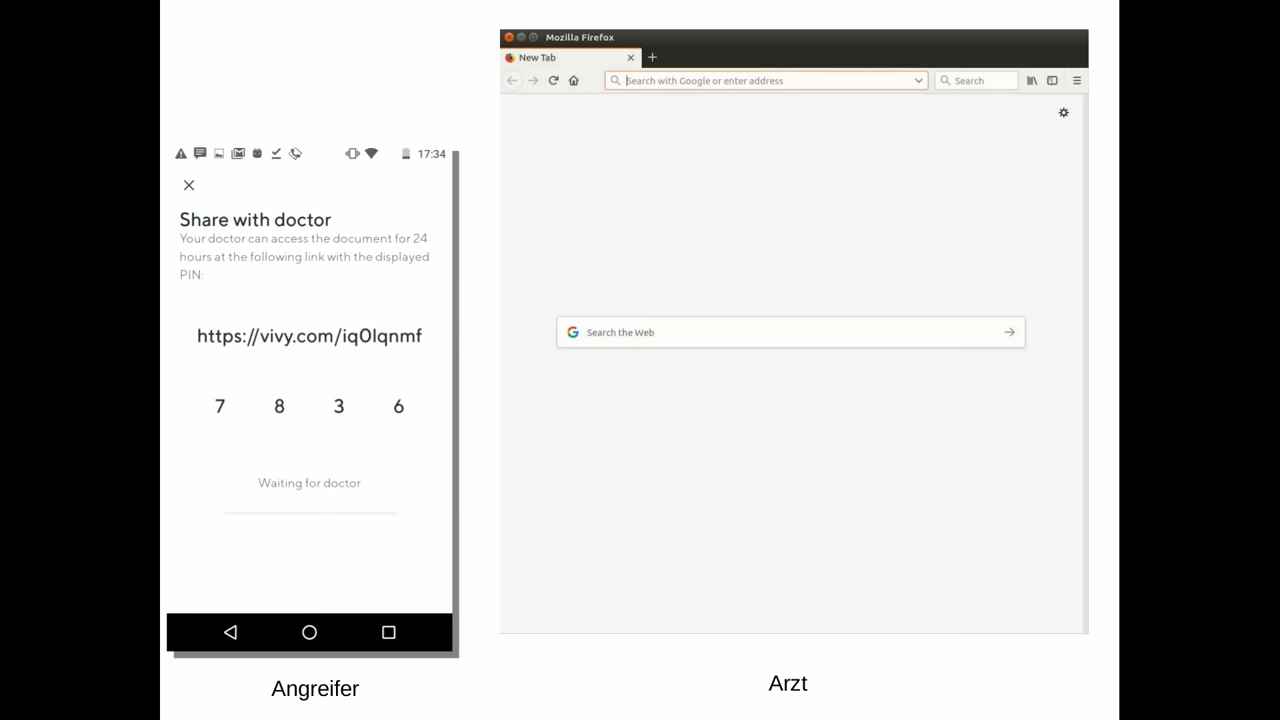 Mozilla Firefox
New Tab
Search with Google or enter address
Search
17:34
Share with doctor
Your doctor can access the document for 24
hours at the following link with the displayed
PIN:
https://vivy.com/iq0lqnmf
7 8 3 6
Waiting for doctor
Search the Web
Angreifer
Arzt